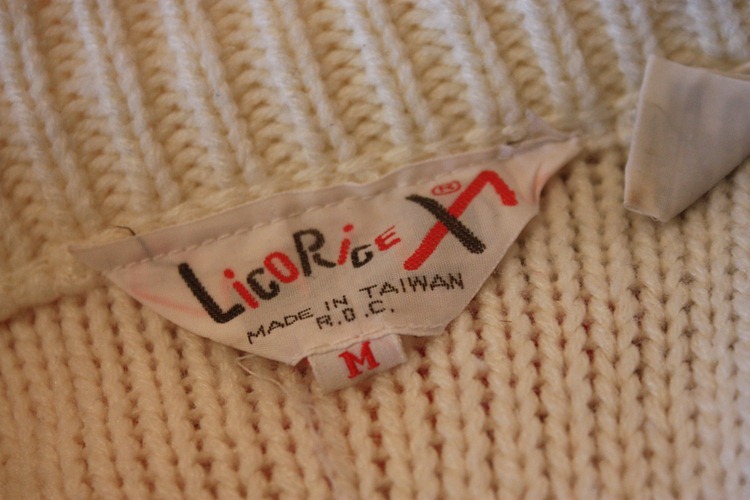 LiCORiCE X ®
MADE IN TAIWAN
R.O.C.
M